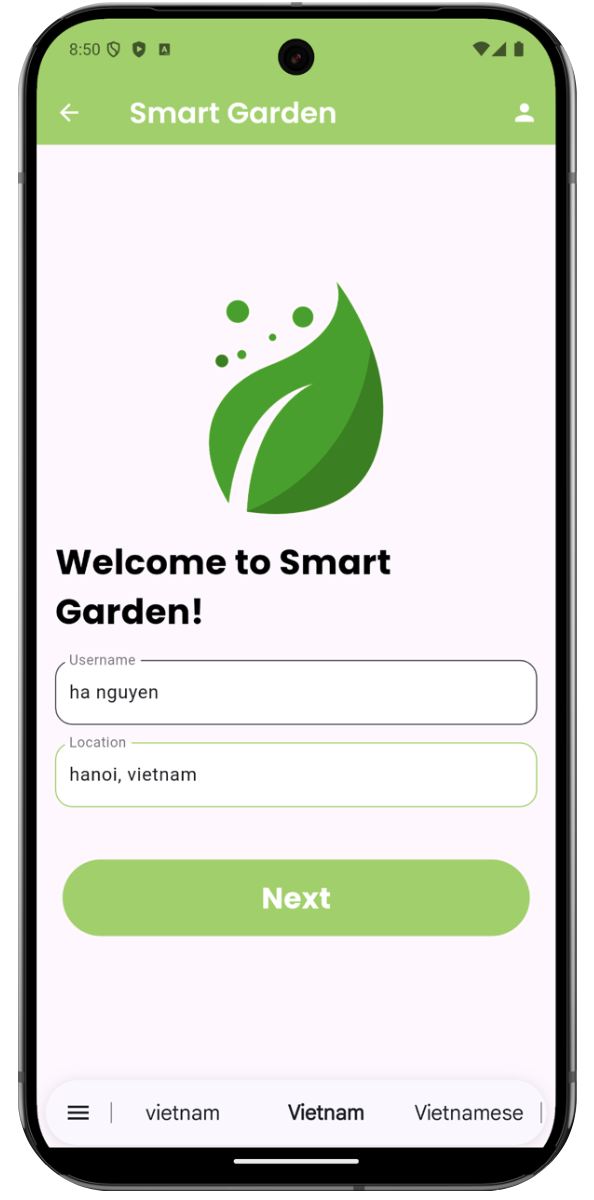 8:50
Smart Garden
Welcome to Smart
Garden!
Username
ha nguyen
Location
hanoi, vietnam
Next
vietnam Vietnam Vietnamese